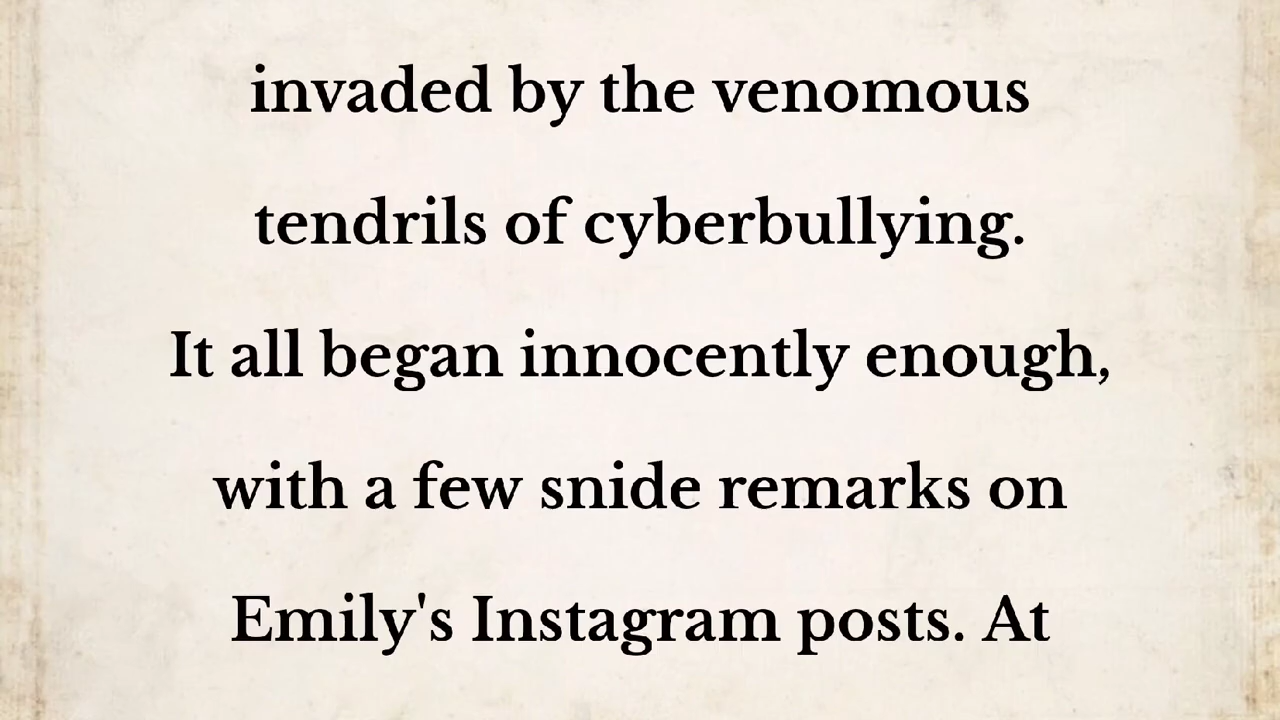 invaded by the venomous
tendrils of cyberbullying.
It all began innocently enough,
with a few snide remarks on
Emily's Instagram posts. At